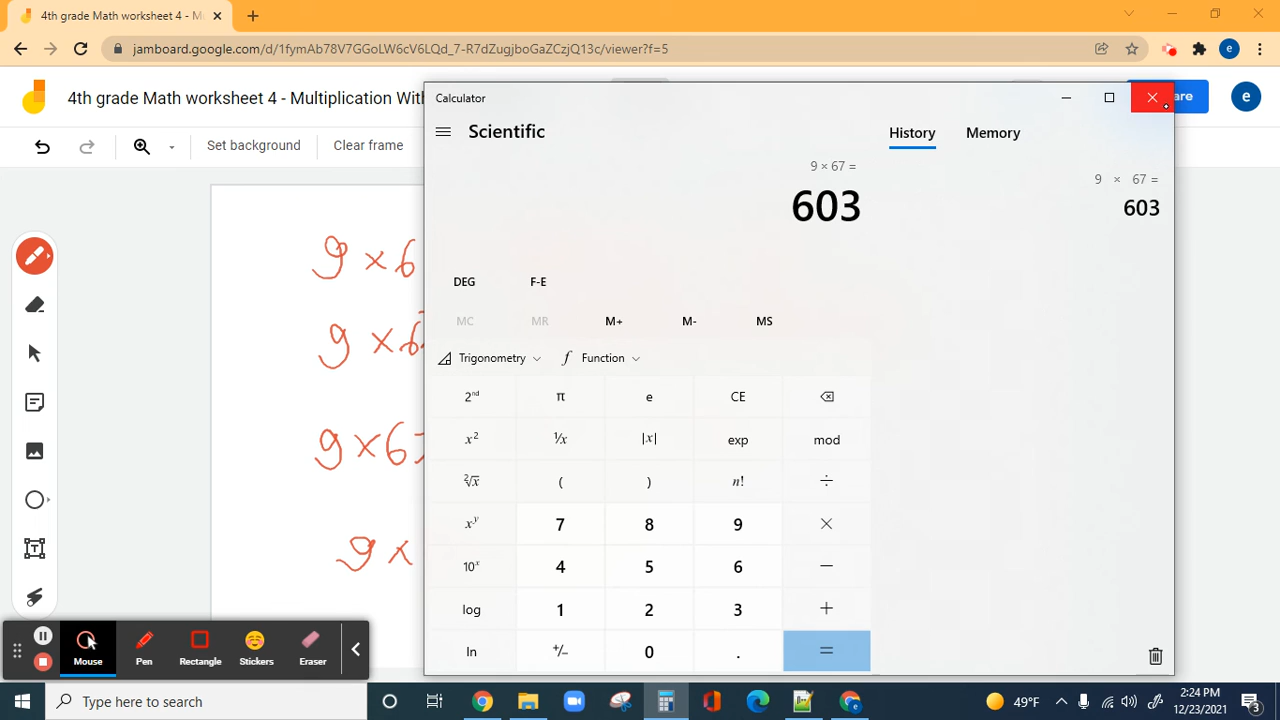 4th grade Math worksheet 4 - M
jamboard.google.com/d/1fymAb78V7GGoLW6cV6LQd_7-R7dZugjboGaZCzjQ13c/viewer?f=5
e
4th grade Math worksheet 4 - Multiplication With
are
e
Set background
Clear frame
Calculator
Scientific
History
Memory
9 × 67 =
603
9 × 67 =
603
DEG
F-E
MC
MR
M+
M-
MS
Trigonometry
f Function
2ⁿᵈ
π
e
CE
x²
¹/x
|x|
exp
mod
²√x
(
)
n!
÷
xʸ
7
8
9
×
10ˣ
4
5
6
−
log
1
2
3
+
ln
+/−
0
.
=
9 × 6
9 × 6
9 × 67
9 ×
Mouse
Pen
Rectangle
Stickers
Eraser
Type here to search
49°F
2:24 PM
12/23/2021
3